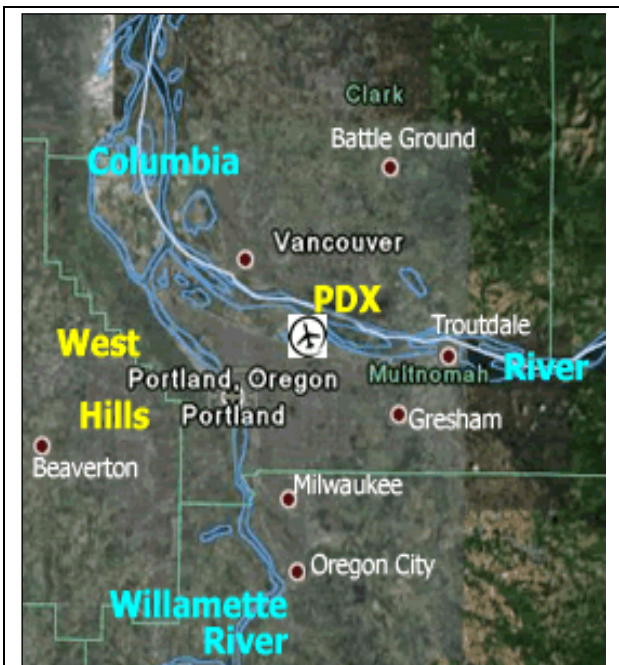 Clark
Battle Ground
Columbia
Vancouver
PDX
Troutdale
West
River
Multnomah
Portland, Oregon
Hills
Portland
Gresham
Beaverton
Milwaukee
Oregon City
Willamette
River